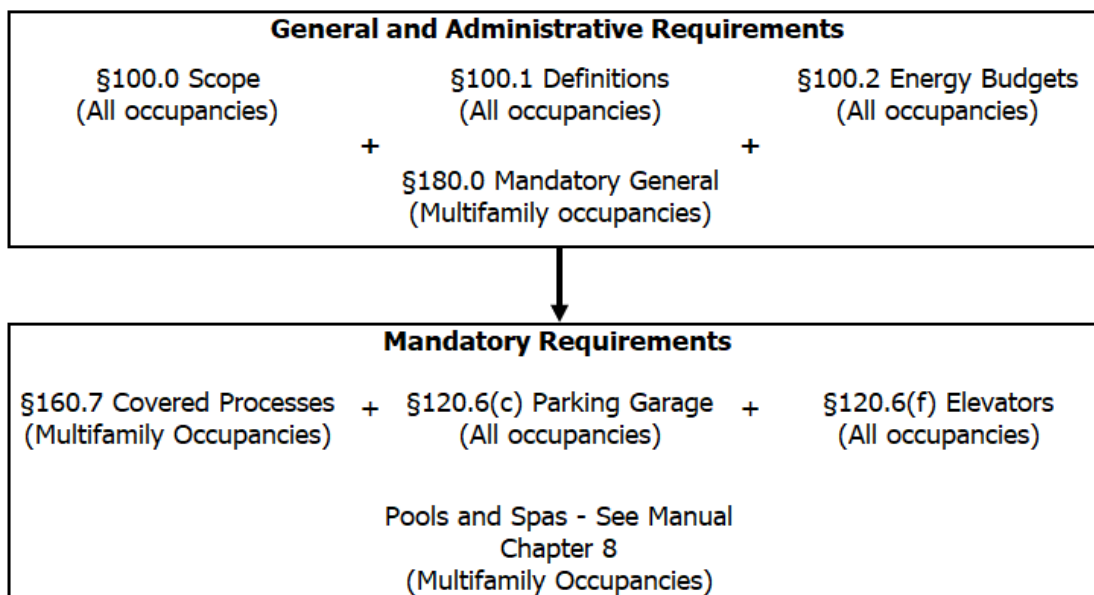 General and Administrative Requirements
§100.0 Scope
(All occupancies)
+
§100.1 Definitions
(All occupancies)
+
§100.2 Energy Budgets
(All occupancies)
§180.0 Mandatory General
(Multifamily occupancies)
Mandatory Requirements
§160.7 Covered Processes
(Multifamily Occupancies)
+
§120.6(c) Parking Garage
(All occupancies)
+
§120.6(f) Elevators
(All occupancies)
Pools and Spas - See Manual
Chapter 8
(Multifamily Occupancies)